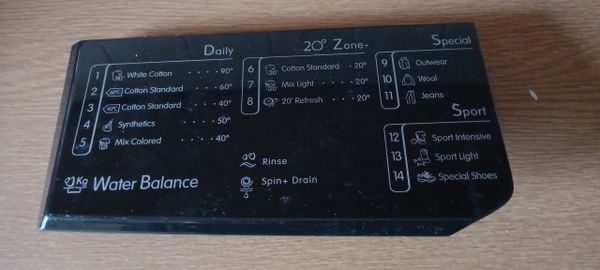 Daily
1 White Cotton 90°
2 Cotton Standard 60°
3 Cotton Standard 40°
4 Synthetics 50°
5 Mix Colored 40°
Kg Water Balance
20° Zone-
6 Cotton Standard 20°
7 Mix Light 20°
8 20' Refresh 20°
Rinse
Spin+ Drain
Special
9 Outwear
10 Wool
11 Jeans
Sport
12 Sport Intensive
13 Sport Light
14 Special Shoes